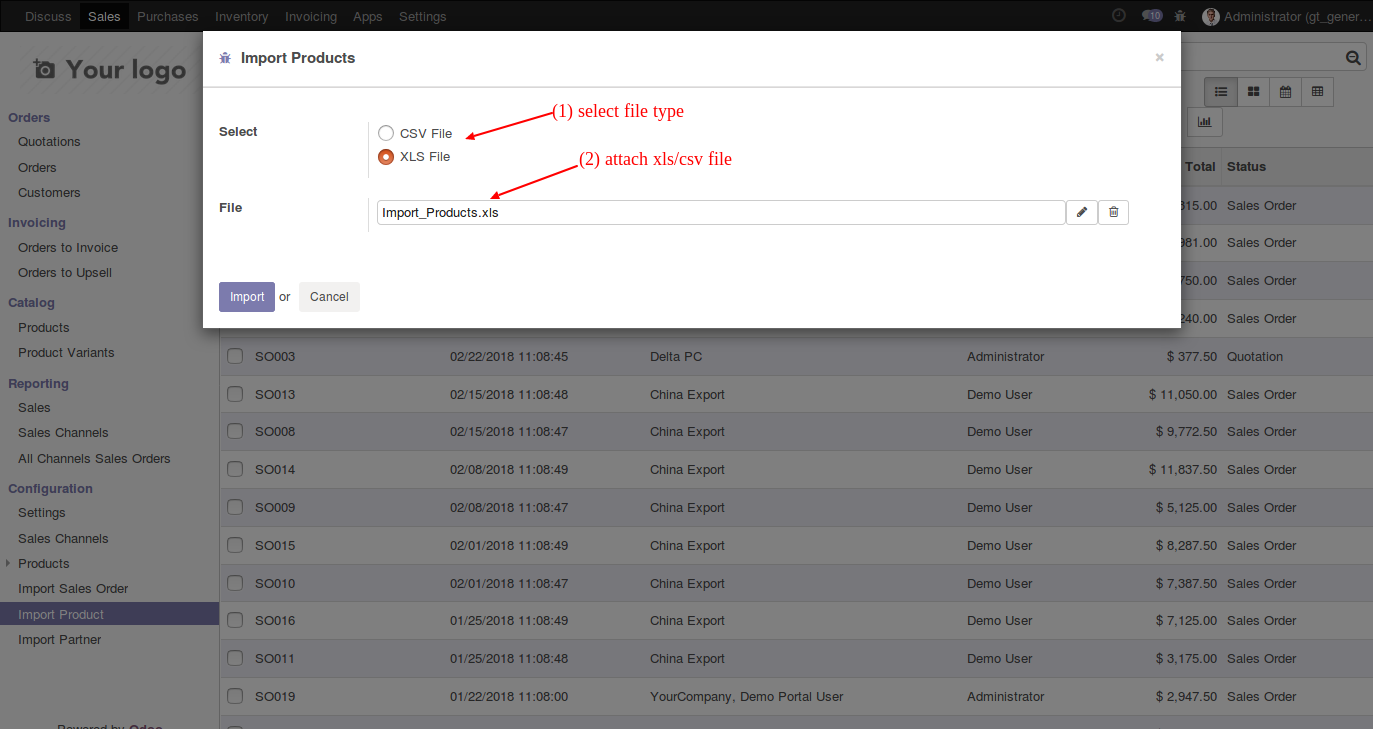 Discuss Sales Purchases Inventory Invoicing Apps Settings 10 Administrator (gt_gener...
Your logo
Import Products ×
Select
CSV File
(1) select file type
XLS File
(2) attach xls/csv file
File
Import_Products.xls
Import or Cancel
Orders
Quotations
Orders
Customers
Invoicing
Orders to Invoice
Orders to Upsell
Catalog
Products
Product Variants
Reporting
Sales
Sales Channels
All Channels Sales Orders
Configuration
Settings
Sales Channels
Products
Import Sales Order
Import Product
Import Partner
Powered by Odoo
Total Status
815.00 Sales Order
981.00 Sales Order
750.00 Sales Order
240.00 Sales Order
SO003 02/22/2018 11:08:45 Delta PC Administrator $ 377.50 Quotation
SO013 02/15/2018 11:08:48 China Export Demo User $ 11,050.00 Sales Order
SO008 02/15/2018 11:08:47 China Export Demo User $ 9,772.50 Sales Order
SO014 02/08/2018 11:08:49 China Export Demo User $ 11,837.50 Sales Order
SO009 02/08/2018 11:08:47 China Export Demo User $ 5,125.00 Sales Order
SO015 02/01/2018 11:08:49 China Export Demo User $ 8,287.50 Sales Order
SO010 02/01/2018 11:08:47 China Export Demo User $ 7,387.50 Sales Order
SO016 01/25/2018 11:08:49 China Export Demo User $ 7,125.00 Sales Order
SO011 01/25/2018 11:08:48 China Export Demo User $ 3,175.00 Sales Order
SO019 01/22/2018 11:08:00 YourCompany, Demo Portal User Administrator $ 2,947.50 Sales Order